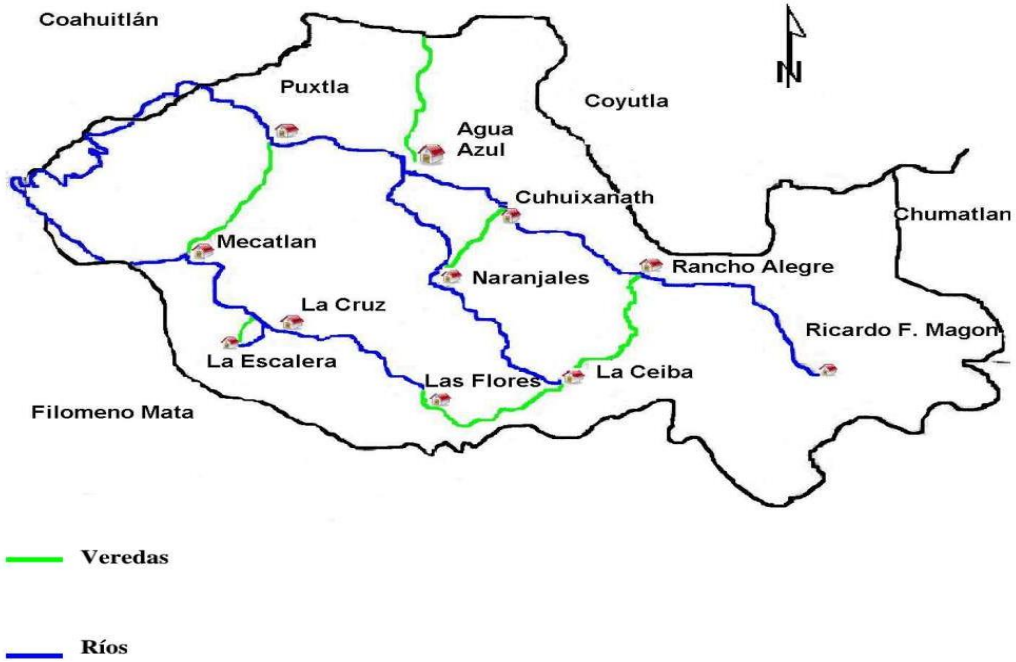 Coahuitlán
Puxtla
Coyutla
Agua
Azul
N
Cuhuixanath
Chumatlan
Mecatlan
Naranjales
Rancho Alegre
La Cruz
Ricardo F. Magon
La Escalera
Las Flores
La Ceiba
Filomeno Mata
Veredas
Ríos